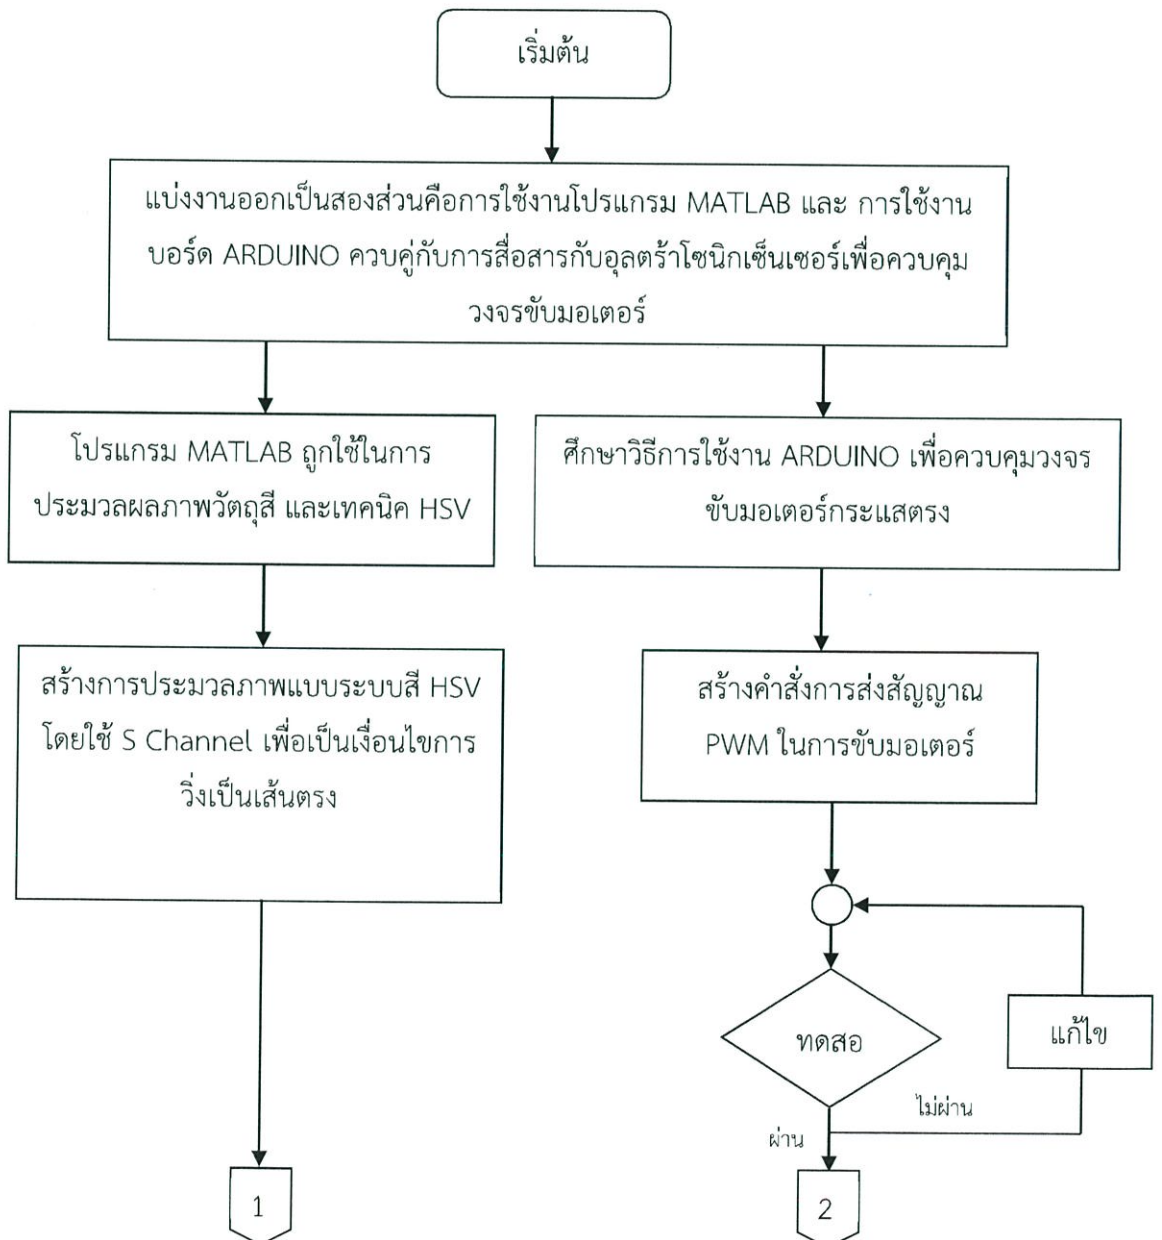 เริ่มต้น
แบ่งงานออกเป็นสองส่วนคือการใช้งานโปรแกรม MATLAB และ การใช้งาน
บอร์ด ARDUINO ควบคู่กับการสื่อสารกับอุลตร้าโซนิกเซ็นเซอร์เพื่อควบคุม
วงจรขับมอเตอร์
โปรแกรม MATLAB ถูกใช้ในการ
ประมวลผลภาพวัตถุสี และเทคนิค HSV
ศึกษาวิธีการใช้งาน ARDUINO เพื่อควบคุมวงจร
ขับมอเตอร์กระแสตรง
สร้างการประมวลภาพแบบระบบสี HSV
โดยใช้ S Channel เพื่อเป็นเงื่อนไขการ
วิ่งเป็นเส้นตรง
สร้างคำสั่งการส่งสัญญาณ
PWM ในการขับมอเตอร์
ทดสอ
แก้ไข
ไม่ผ่าน
ผ่าน
1
2